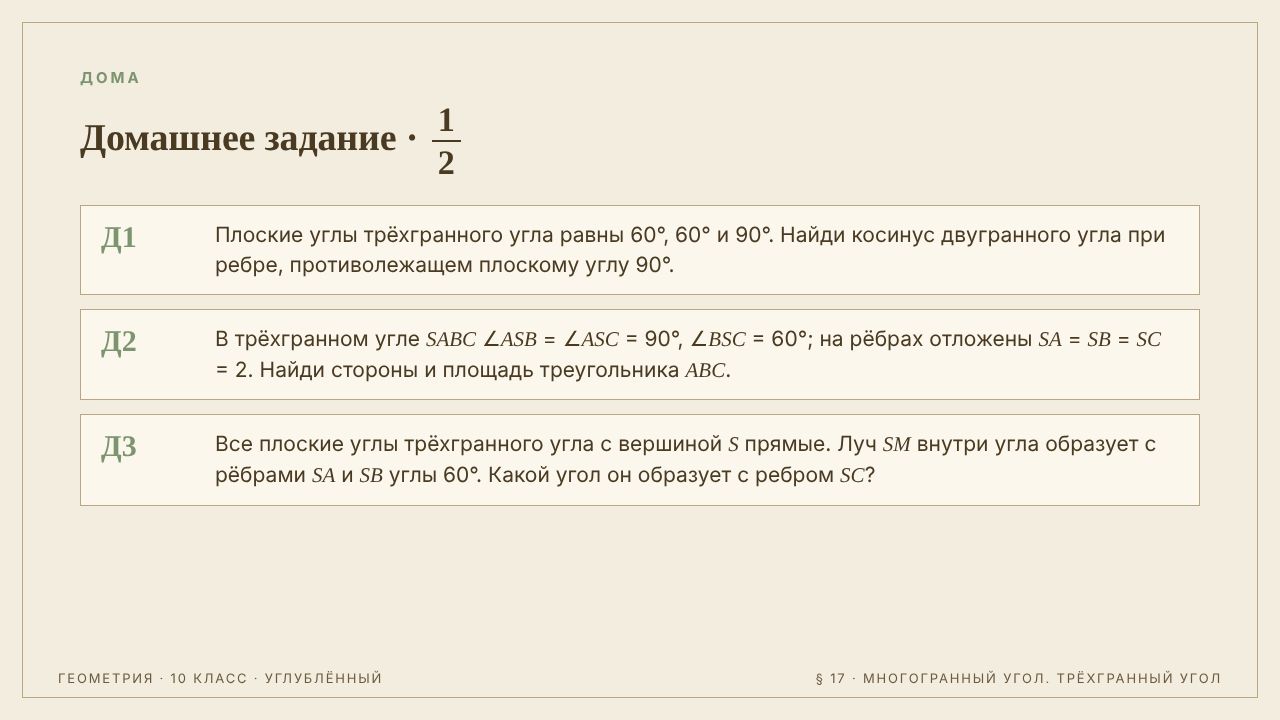 ДОМА
Домашнее задание · 1/2
Д1
Плоские углы трёхгранного угла равны 60°, 60° и 90°. Найди косинус двугранного угла при
ребре, противолежащем плоскому углу 90°.
Д2
В трёхгранном угле SABC ∠ASB = ∠ASC = 90°, ∠BSC = 60°; на рёбрах отложены SA = SB = SC
= 2. Найди стороны и площадь треугольника ABC.
Д3
Все плоские углы трёхгранного угла с вершиной S прямые. Луч SM внутри угла образует с
рёбрами SA и SB углы 60°. Какой угол он образует с ребром SC?
ГЕОМЕТРИЯ · 10 КЛАСС · УГЛУБЛЁННЫЙ
§ 17 · МНОГОГРАННЫЙ УГОЛ. ТРЁХГРАННЫЙ УГОЛ